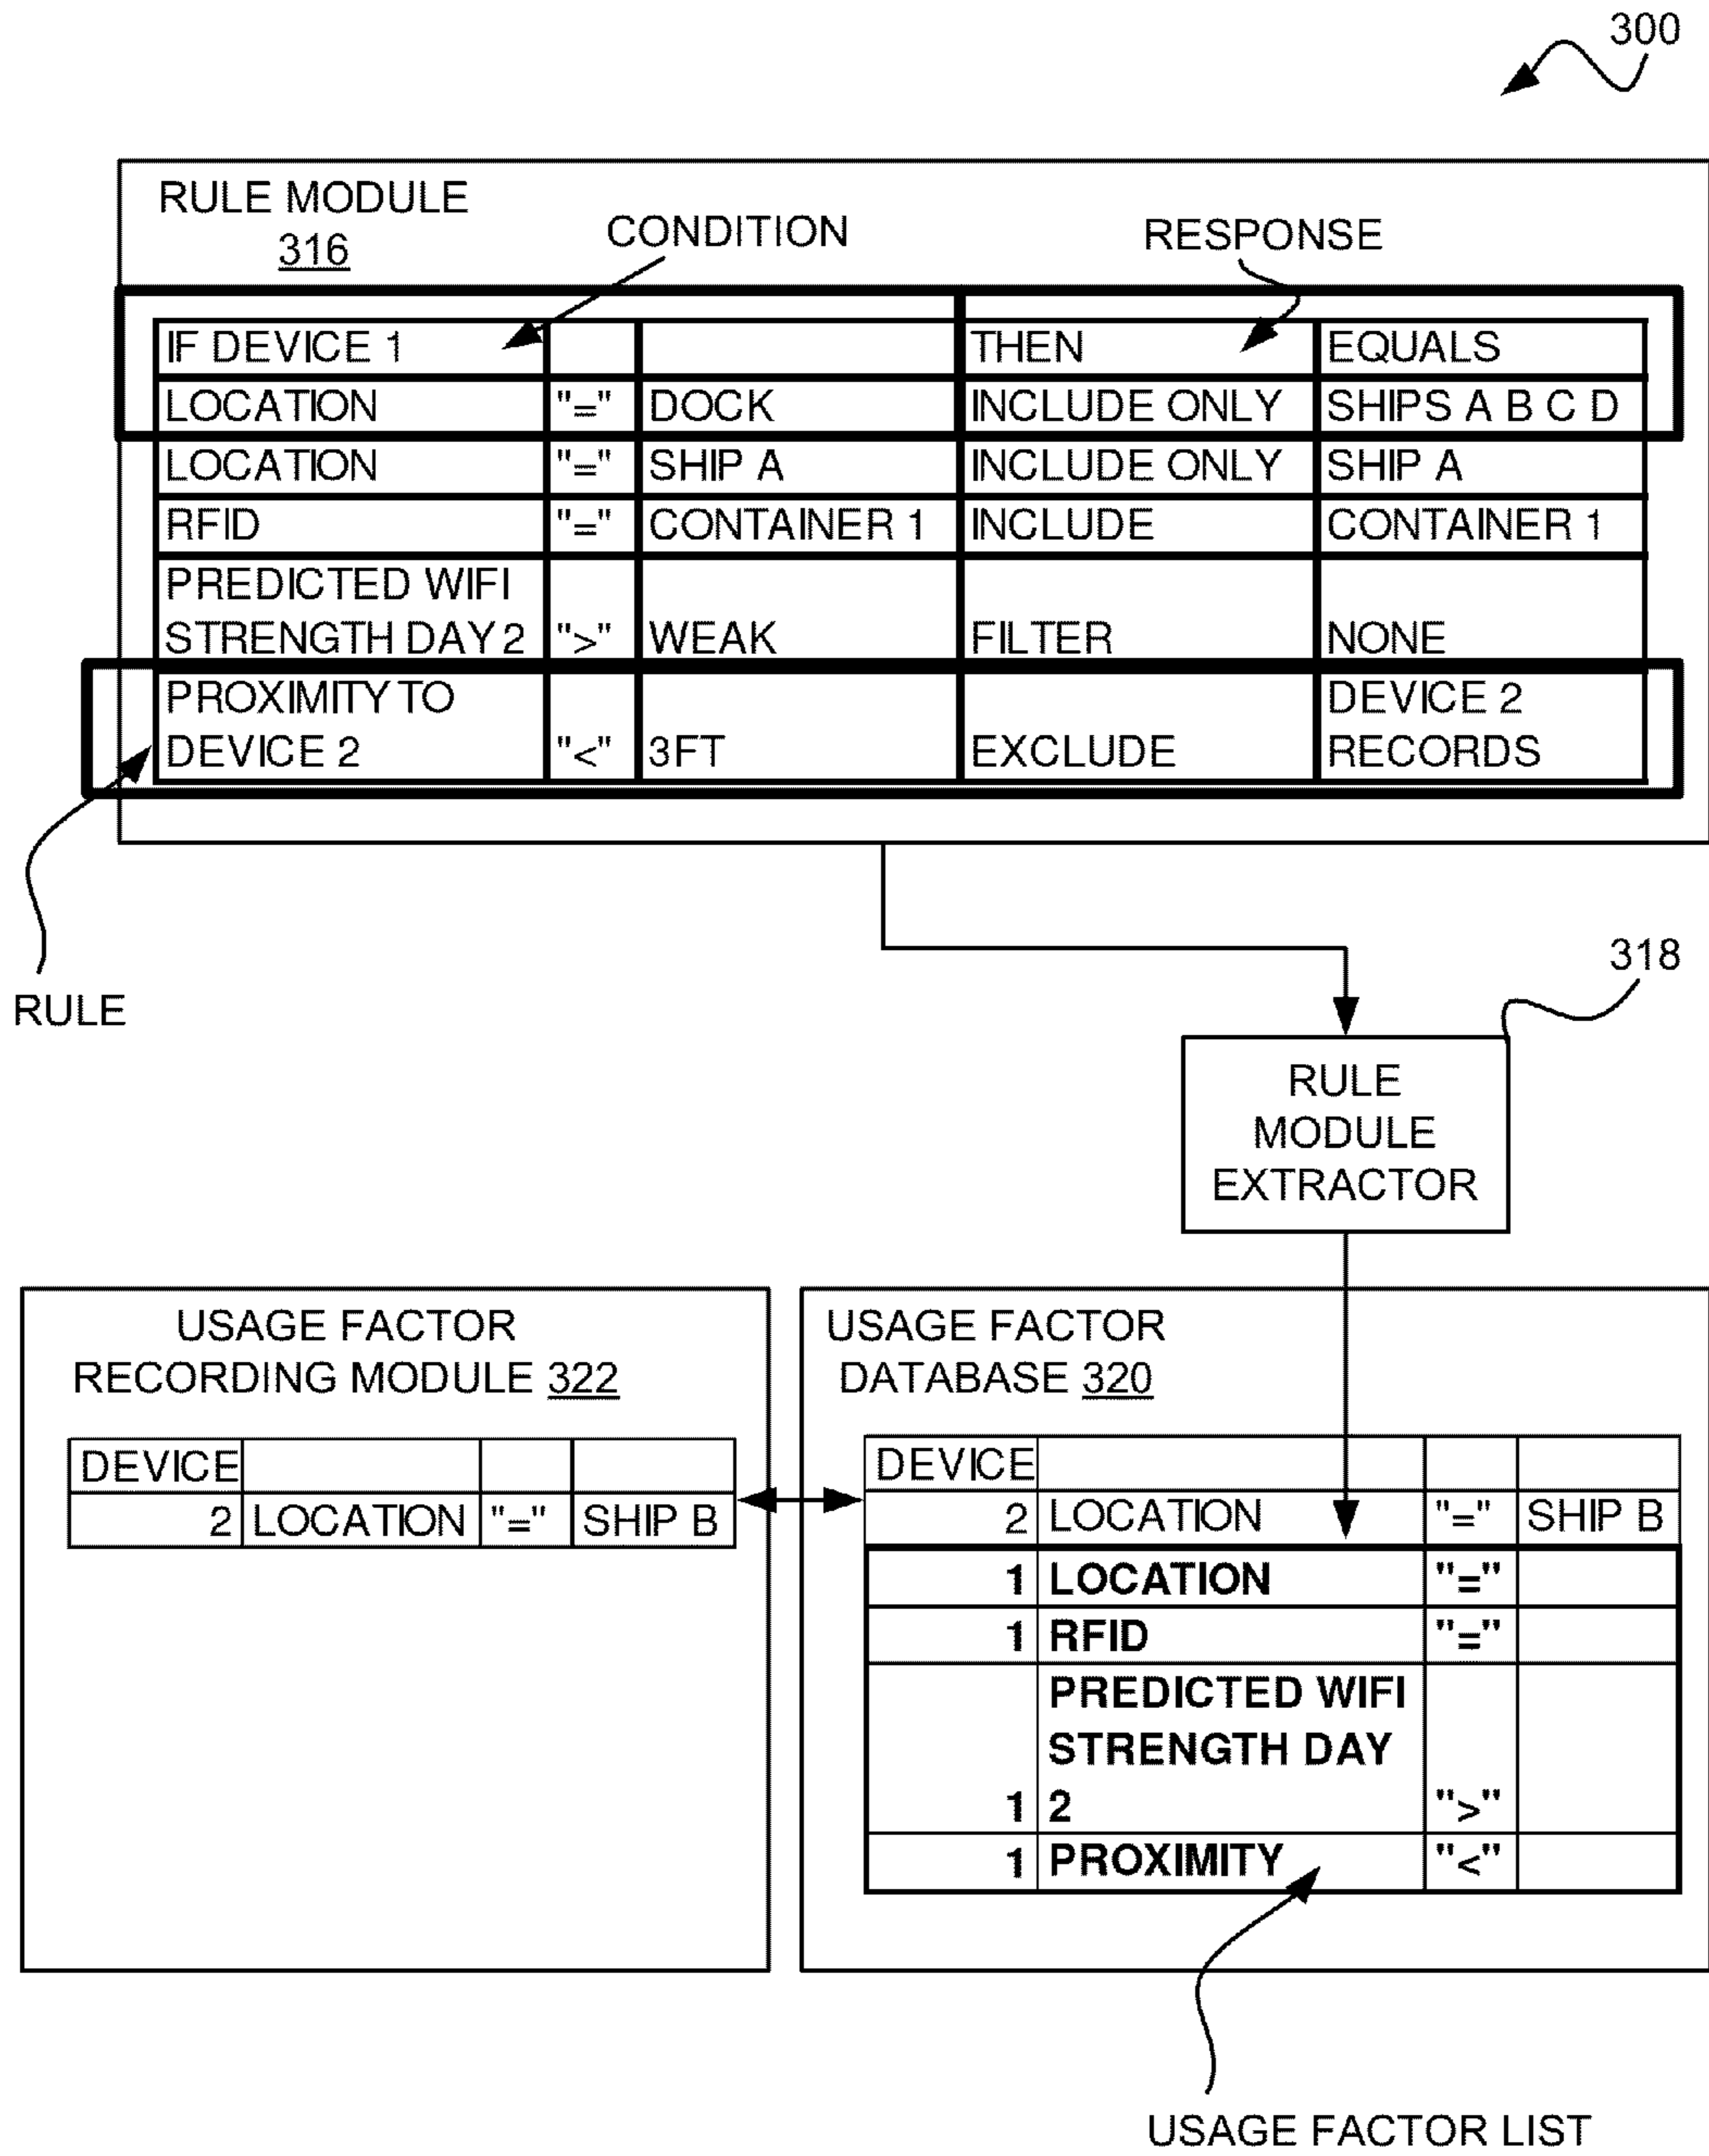 300
RULE MODULE
316
CONDITION
RESPONSE
IF DEVICE 1 THEN EQUALS
LOCATION "=" DOCK INCLUDE ONLY SHIPS A B C D
LOCATION "=" SHIP A INCLUDE ONLY SHIP A
RFID "=" CONTAINER 1 INCLUDE CONTAINER 1
PREDICTED WIFI
STRENGTH DAY 2 ">" WEAK FILTER NONE
PROXIMITY TO DEVICE 2
DEVICE 2 "<" 3FT EXCLUDE RECORDS
RULE
318
RULE
MODULE
EXTRACTOR
USAGE FACTOR
RECORDING MODULE 322
DEVICE
2 LOCATION "=" SHIP B
USAGE FACTOR
DATABASE 320
DEVICE
2 LOCATION "=" SHIP B
1 LOCATION "="
1 RFID "="
PREDICTED WIFI
STRENGTH DAY
1 2 ">"
1 PROXIMITY "<"
USAGE FACTOR LIST